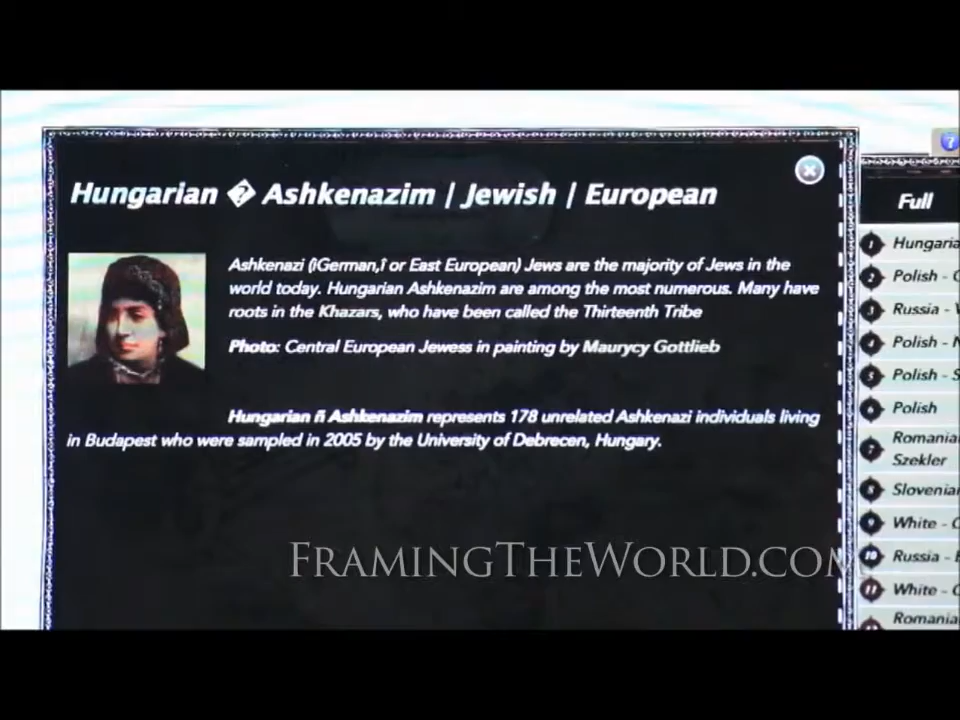 Hungarian � Ashkenazim | Jewish | European
Ashkenazi (ìGerman,î or East European) Jews are the majority of Jews in the
world today. Hungarian Ashkenazim are among the most numerous. Many have
roots in the Khazars, who have been called the Thirteenth Tribe
Photo: Central European Jewess in painting by Maurycy Gottlieb
Hungarian ñ Ashkenazim represents 178 unrelated Ashkenazi individuals living
in Budapest who were sampled in 2005 by the University of Debrecen, Hungary.
?
Full
1 Hungaria
2 Polish - C
3 Russia - V
4 Polish - N
5 Polish - S
6 Polish
7 Romanian
Szekler
8 Slovenian
9 White - C
10 Russia - E
11 White - C
Romanian
FramingTheWorld.com